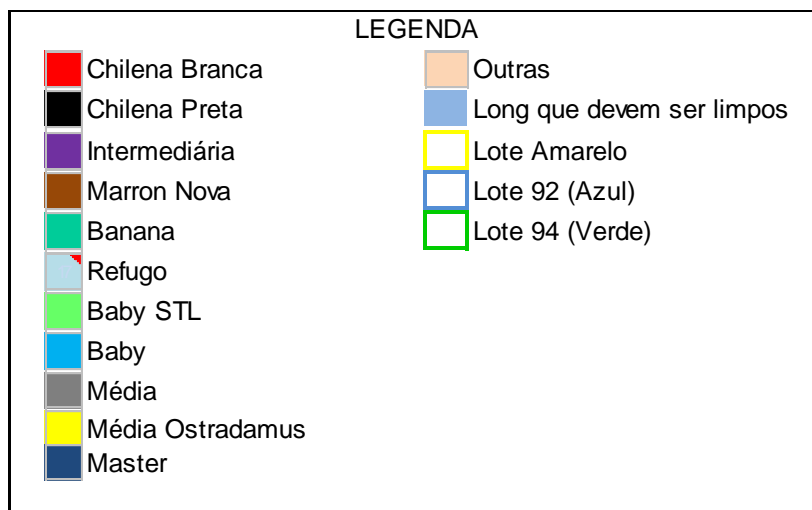 LEGENDA
Chilena Branca
Chilena Preta
Intermediária
Marron Nova
Banana
Refugo
Baby STL
Baby
Média
Média Ostradamus
Master
Outras
Long que devem ser limpos
Lote Amarelo
Lote 92 (Azul)
Lote 94 (Verde)